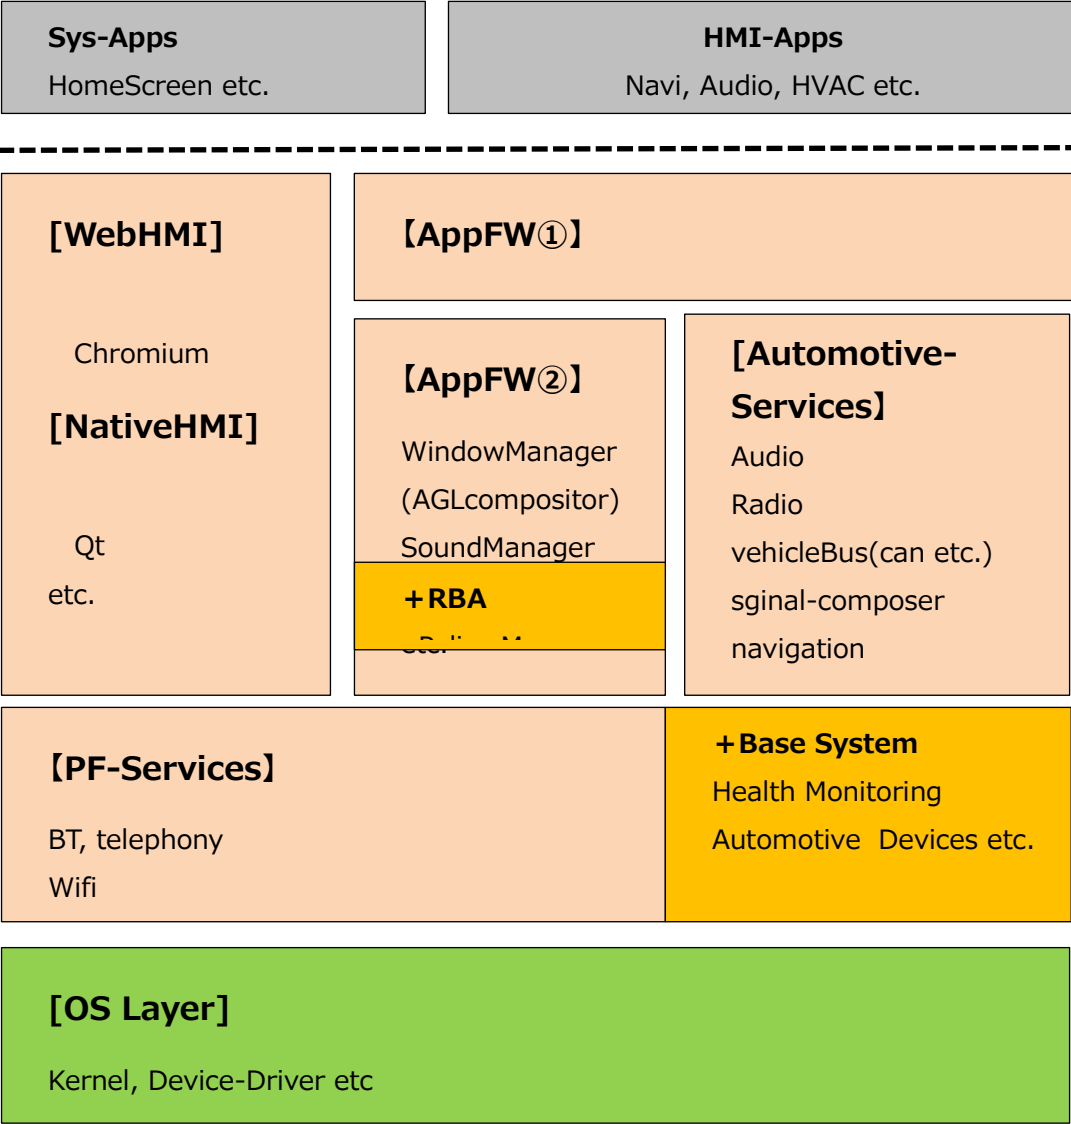 Sys-Apps
HomeScreen etc.
HMI-Apps
Navi, Audio, HVAC etc.
[WebHMI]
Chromium
[NativeHMI]
Qt
etc.
【AppFW①】
【AppFW②】
WindowManager
(AGLcompositor)
SoundManager
+RBA
etc.
[Automotive-
Services】
Audio
Radio
vehicleBus(can etc.)
sginal-composer
navigation
【PF-Services】
BT, telephony
Wifi
+Base System
Health Monitoring
Automotive  Devices etc.
[OS Layer]
Kernel, Device-Driver etc